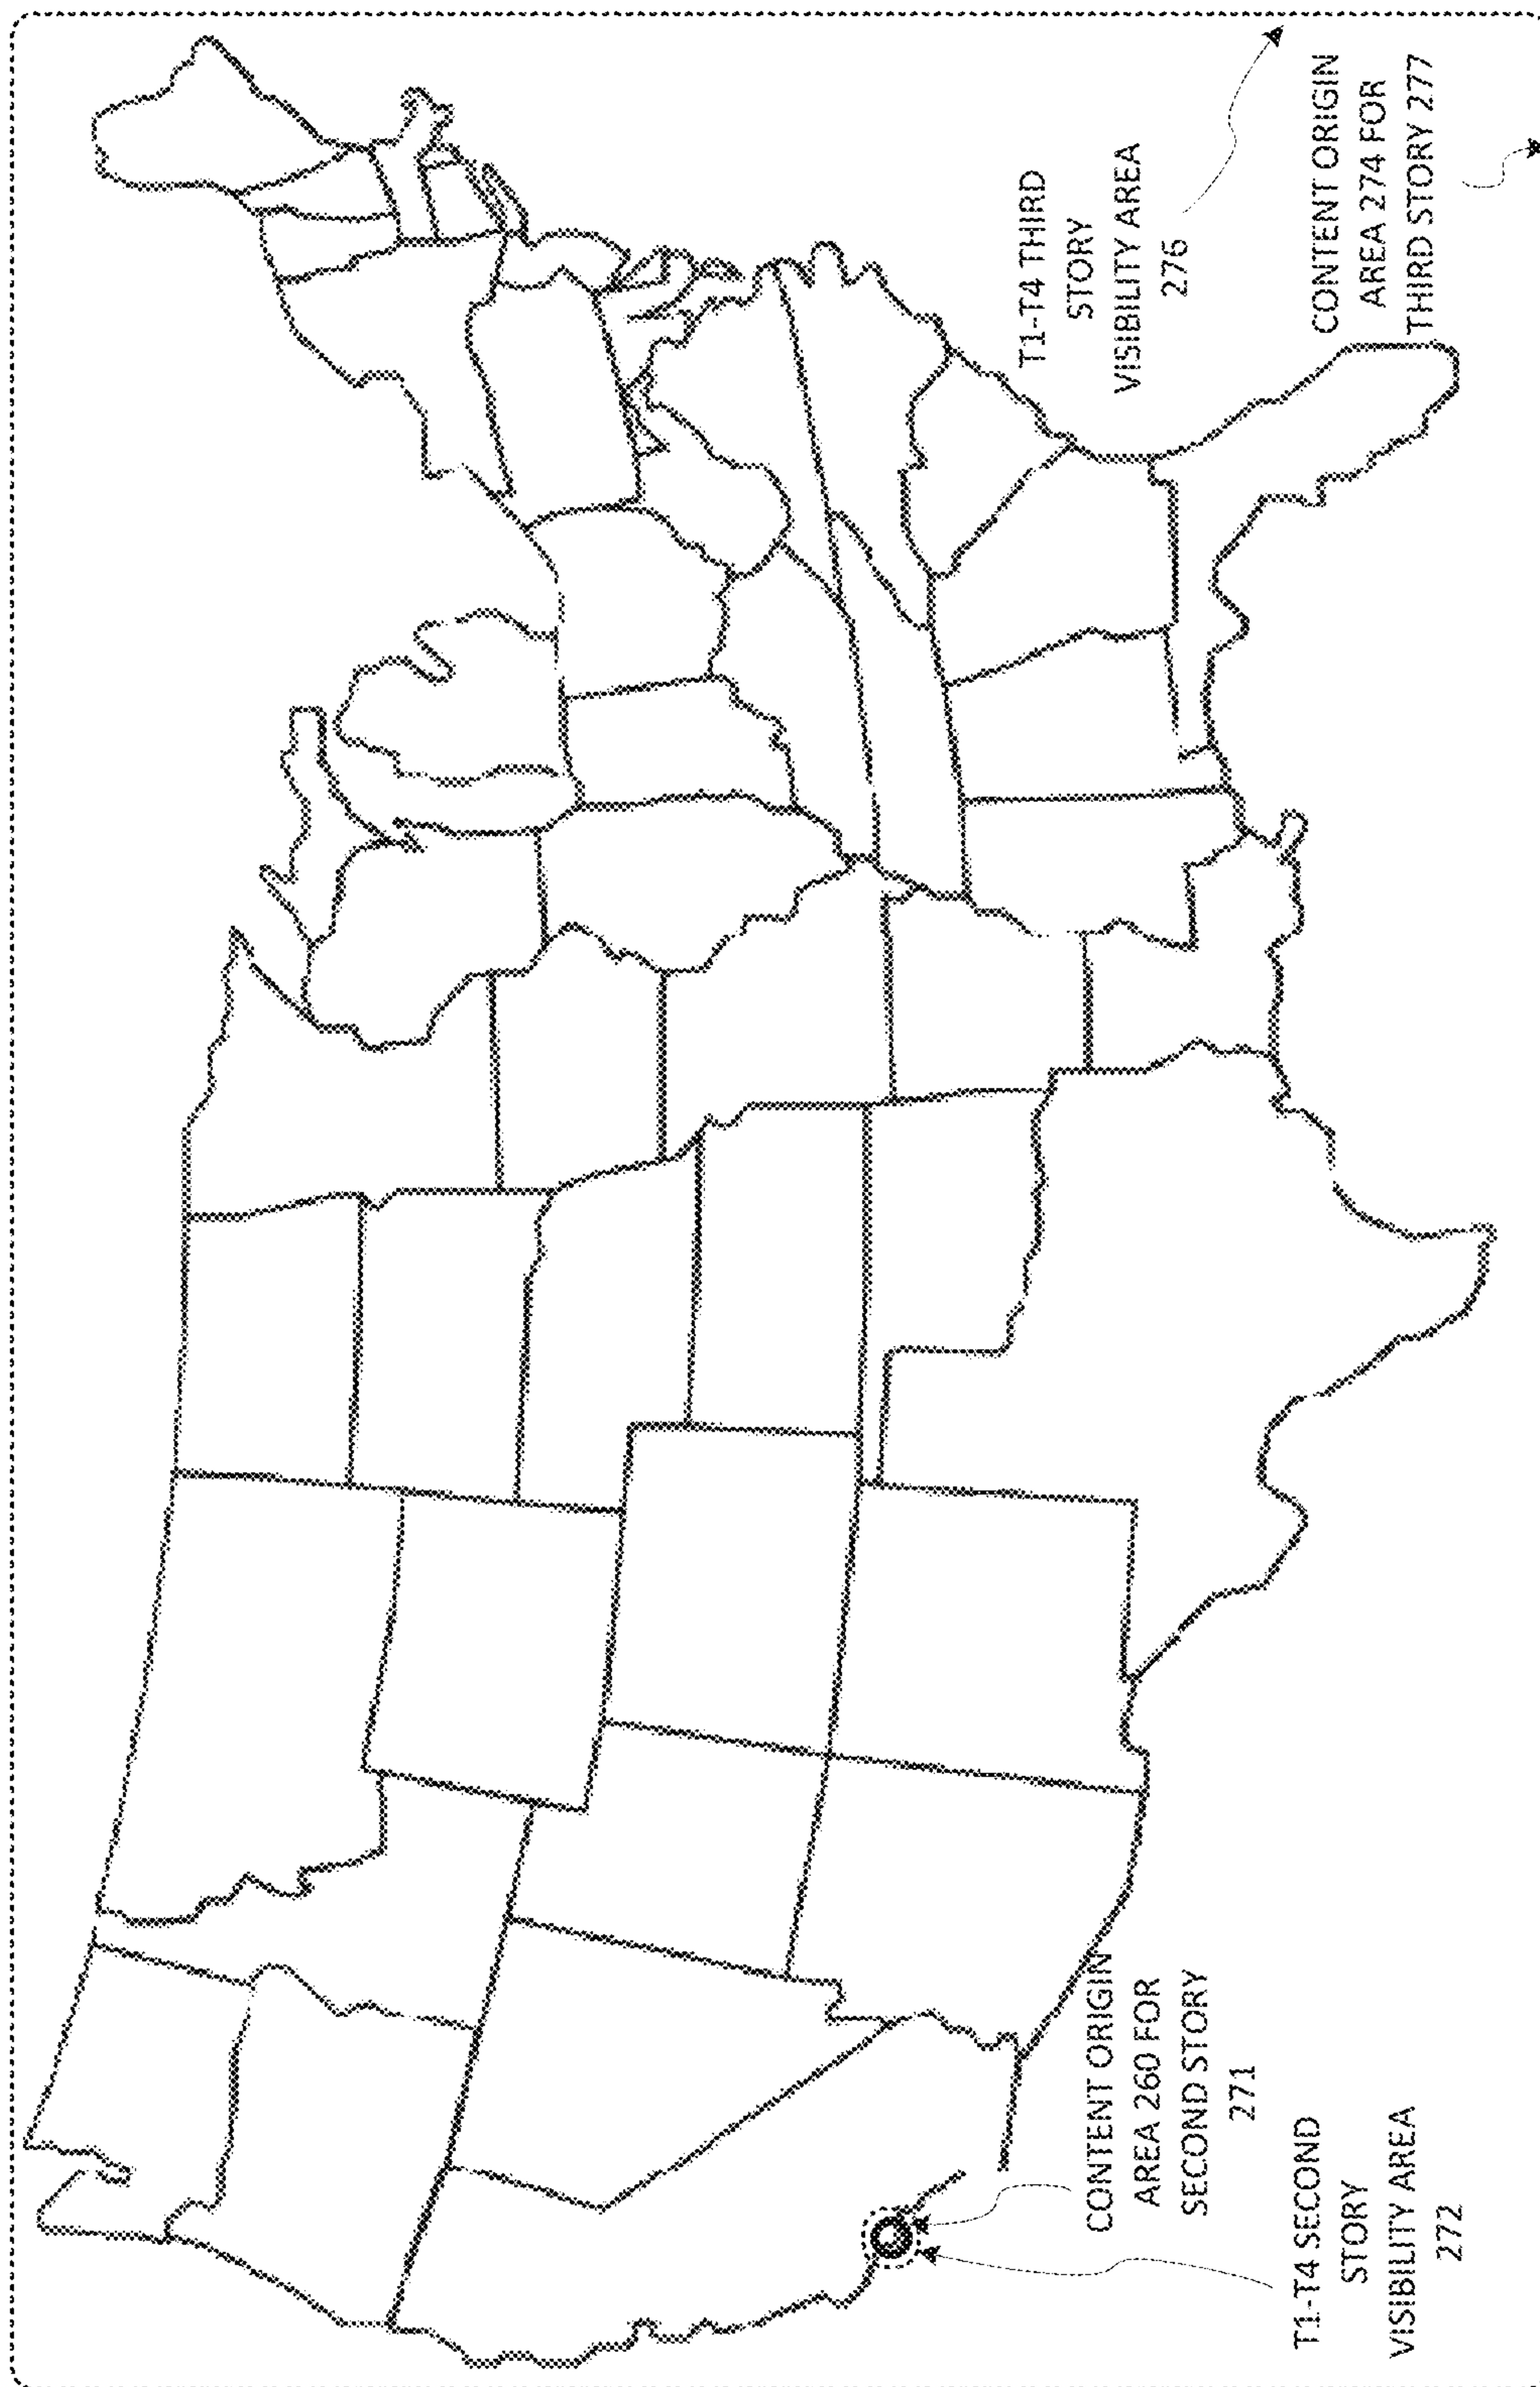 T1-T4 THIRD
STORY
VISIBILITY AREA
276
CONTENT ORIGIN
AREA 274 FOR
THIRD STORY 277
CONTENT ORIGIN
AREA 260 FOR
SECOND STORY
271
T1-T4 SECOND
STORY
VISIBILITY AREA
272